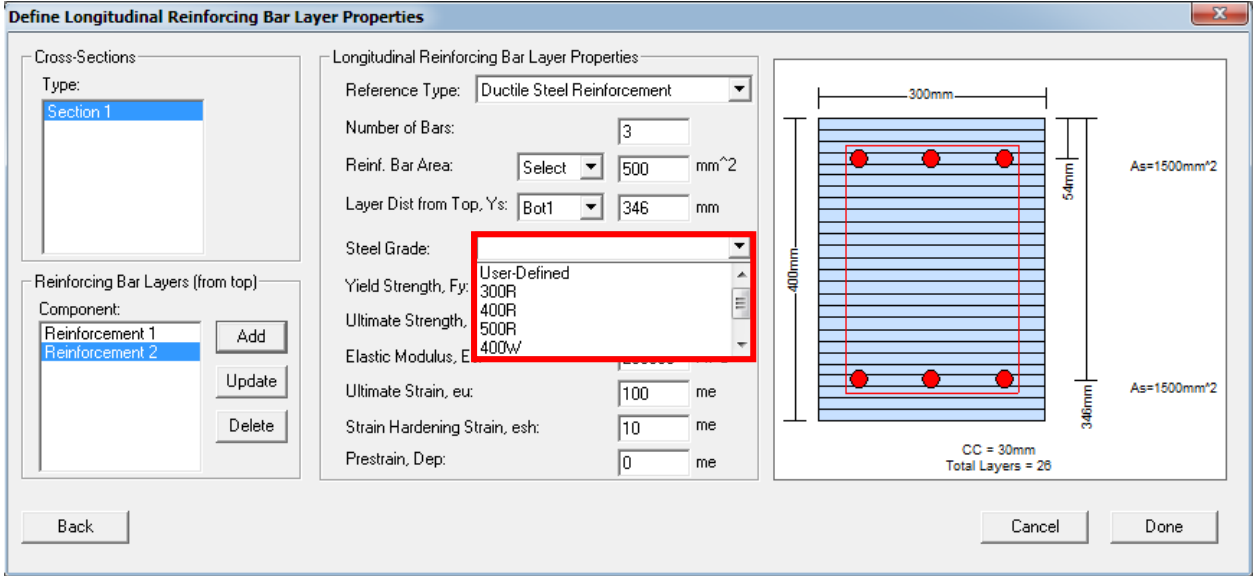 Define Longitudinal Reinforcing Bar Layer Properties
Cross-Sections
Type:
Section 1
Reinforcing Bar Layers (from top)
Component:
Reinforcement 1
Reinforcement 2
Add
Update
Delete
Longitudinal Reinforcing Bar Layer Properties
Reference Type: Ductile Steel Reinforcement
Number of Bars: 3
Reinf. Bar Area: Select 500 mm^2
Layer Dist from Top, Ys: Bot1 346 mm
Steel Grade:
User-Defined
300R
400R
500R
400W
Yield Strength, Fy:
Ultimate Strength,
Elastic Modulus,
Ultimate Strain, eu: 100 me
Strain Hardening Strain, esh: 10 me
Prestrain, Dep: 0 me
300mm
400mm
54mm
As=1500mm^2
346mm
As=1500mm^2
CC = 30mm
Total Layers = 26
Back
Cancel
Done